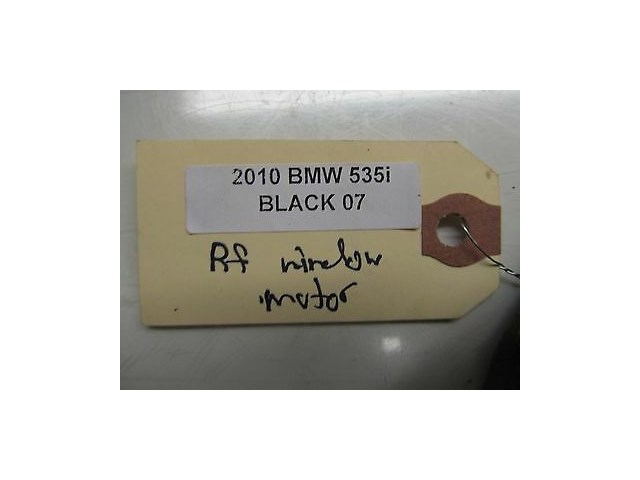 2010 BMW 535i
BLACK 07
Rf window
motor